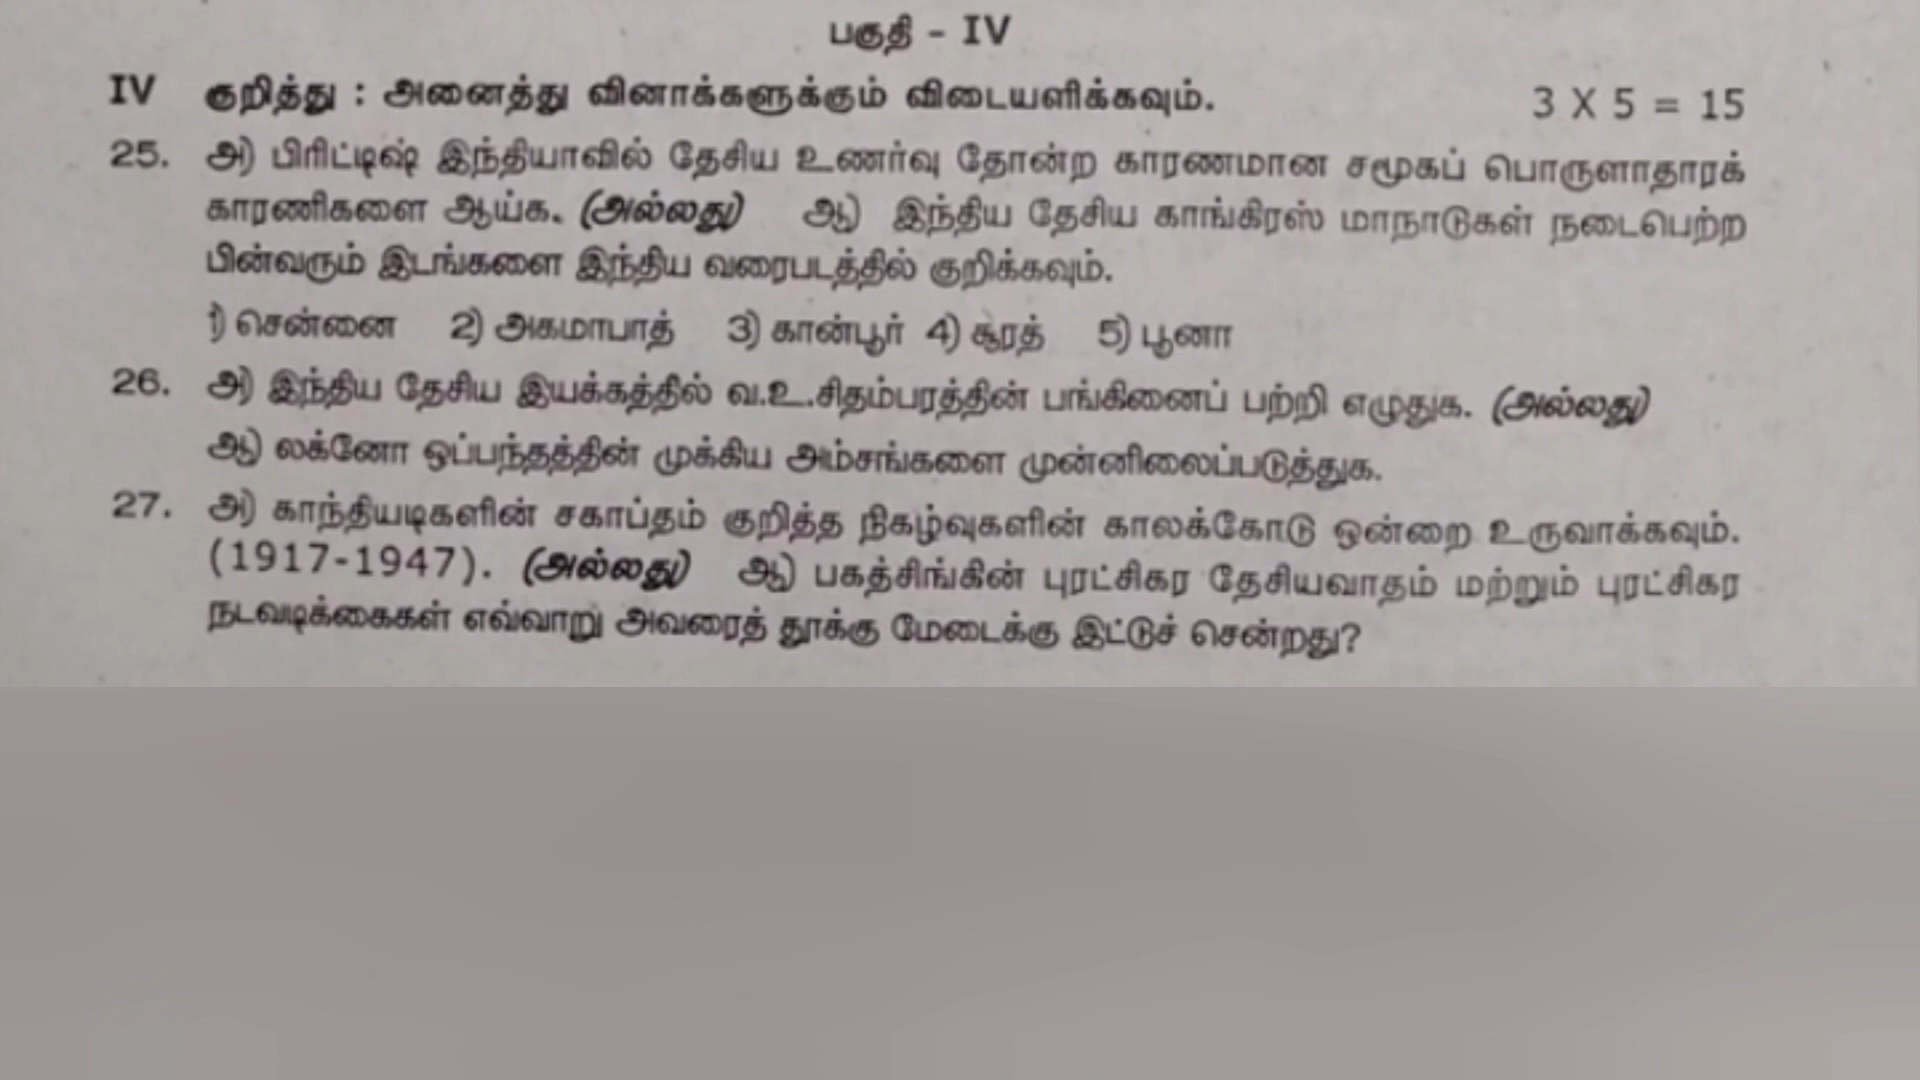 பகுதி - IV
IV குறித்து : அனைத்து வினாக்களுக்கும் விடையளிக்கவும். 3 X 5 = 15
25. அ) பிரிட்டிஷ் இந்தியாவில் தேசிய உணர்வு தோன்ற காரணமான சமூகப் பொருளாதாரக்
காரணிகளை ஆய்க. (அல்லது) ஆ) இந்திய தேசிய காங்கிரஸ் மாநாடுகள் நடைபெற்ற
பின்வரும் இடங்களை இந்திய வரைபடத்தில் குறிக்கவும்.
1) சென்னை 2) அகமாபாத் 3) கான்பூர் 4) சூரத் 5) பூனா
26. அ) இந்திய தேசிய இயக்கத்தில் வ.உ.சிதம்பரத்தின் பங்கினைப் பற்றி எழுதுக. (அல்லது)
ஆ) லக்னோ ஒப்பந்தத்தின் முக்கிய அம்சங்களை முன்னிலைப்படுத்துக.
27. அ) காந்தியடிகளின் சகாப்தம் குறித்த நிகழ்வுகளின் காலக்கோடு ஒன்றை உருவாக்கவும்.
(1917-1947). (அல்லது) ஆ) பகத்சிங்கின் புரட்சிகர தேசியவாதம் மற்றும் புரட்சிகர
நடவடிக்கைகள் எவ்வாறு அவரைத் தூக்கு மேடைக்கு இட்டுச் சென்றது?